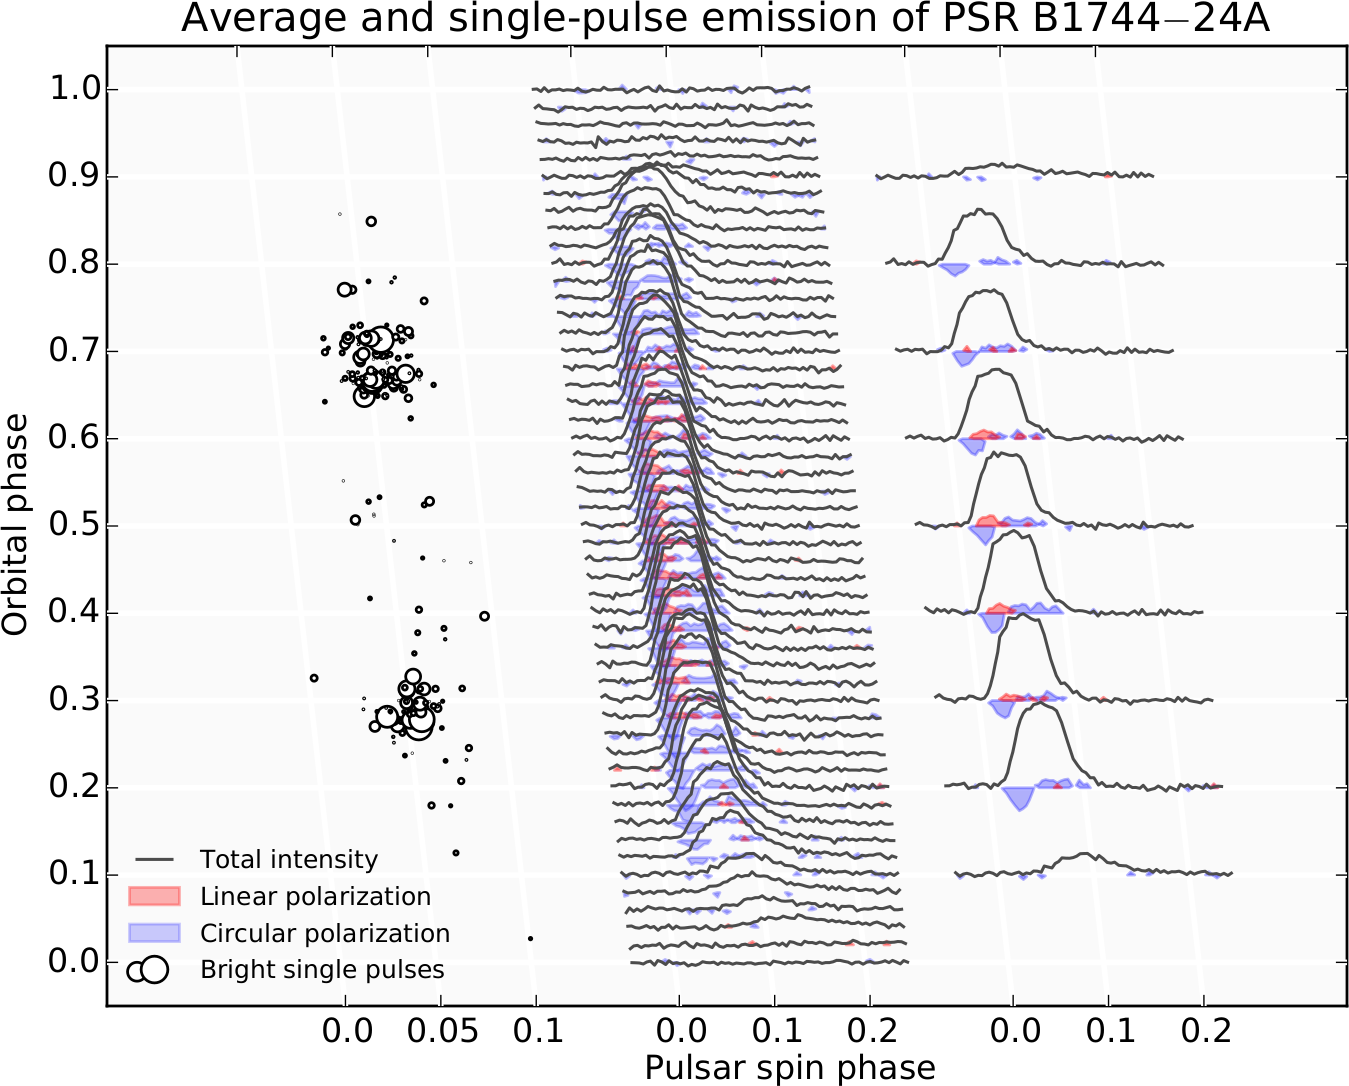 Average and single-pulse emission of PSR B1744−24A
Orbital phase
1.0
0.9
0.8
0.7
0.6
0.5
0.4
0.3
0.2
0.1
0.0
Total intensity
Linear polarization
Circular polarization
Bright single pulses
0.0 0.05 0.1 0.0 0.1 0.2 0.0 0.1 0.2
Pulsar spin phase